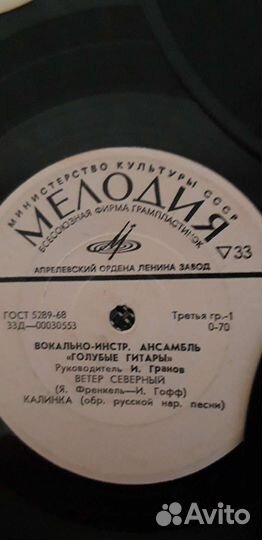 МИНИСТЕРСТВО КУЛЬТУРЫ СССР
МЕЛОДИЯ
ВСЕСОЮЗНАЯ ФИРМА ГРАМПЛАСТИНОК
▽33
АПРЕЛЕВСКИЙ ОРДЕНА ЛЕНИНА ЗАВОД
ГОСТ 5289-68
Третья гр.-1
33Д-00030553
0-70
ВОКАЛЬНО-ИНСТР. АНСАМБЛЬ
«ГОЛУБЫЕ ГИТАРЫ»
Руководитель И. Гранов
ВЕТЕР СЕВЕРНЫЙ
(Я. Френкель—И. Гофф)
КАЛИНКА (обр. русской нар. песни)
Avito